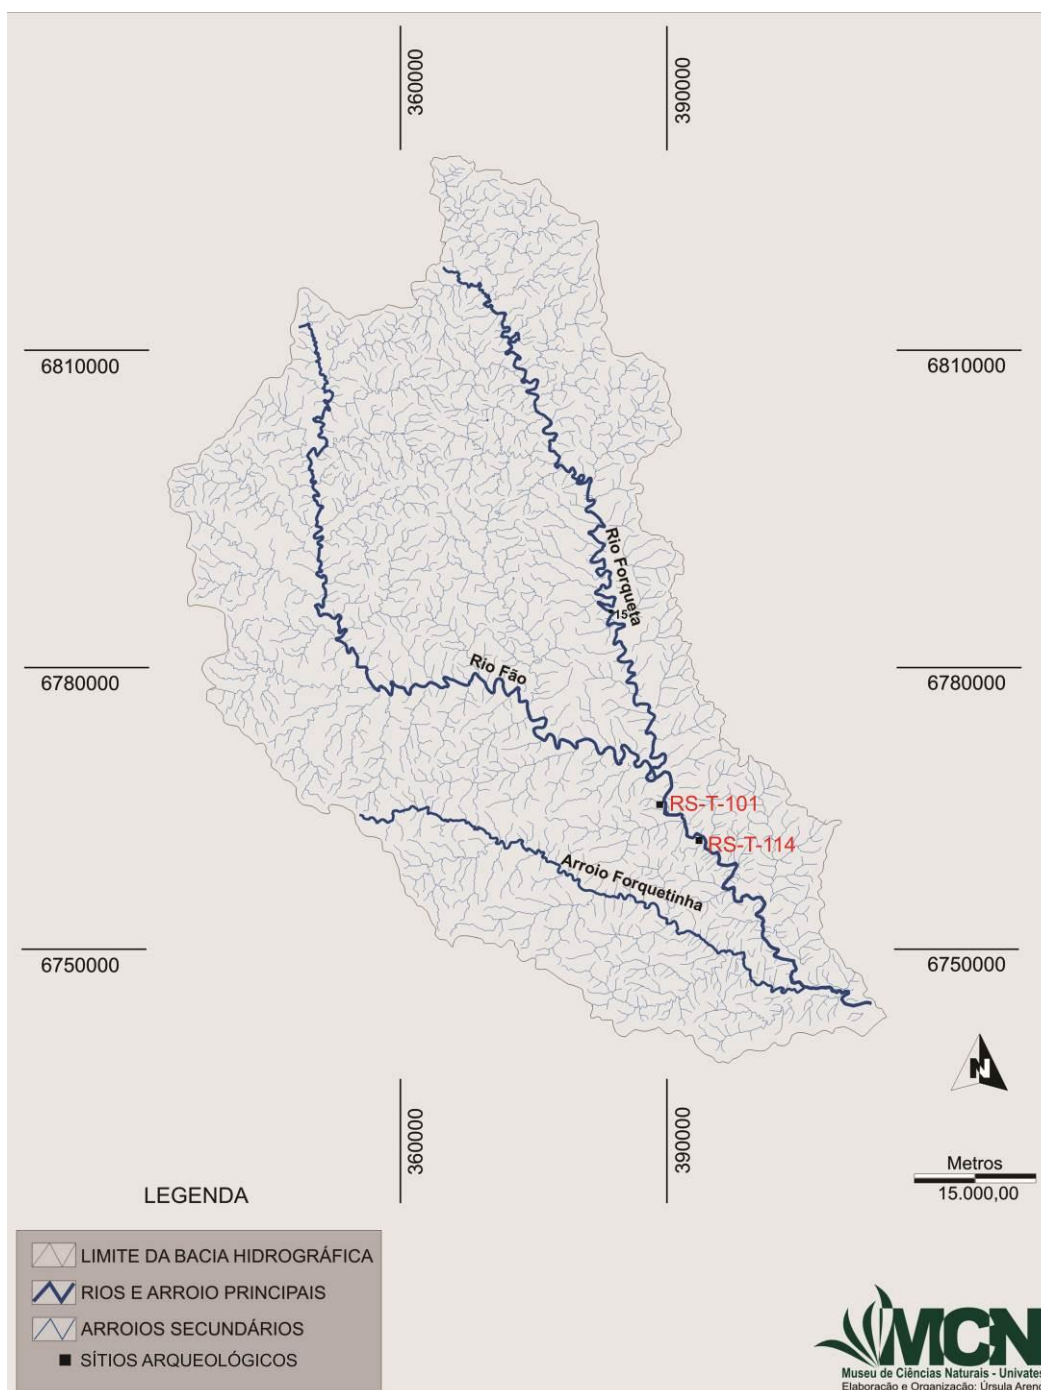 360000
390000
6810000
6810000
Rio Forqueta
15
6780000
6780000
Rio Fão
RS-T-101
RS-T-114
Arroio Forquetinha
6750000
6750000
N
360000
390000
Metros
15.000,00
LEGENDA
LIMITE DA BACIA HIDROGRÁFICA
RIOS E ARROIO PRINCIPAIS
ARROIOS SECUNDÁRIOS
SÍTIOS ARQUEOLÓGICOS
MCN
Museu de Ciências Naturais - Univates
Elaboração e Organização: Úrsula Arend